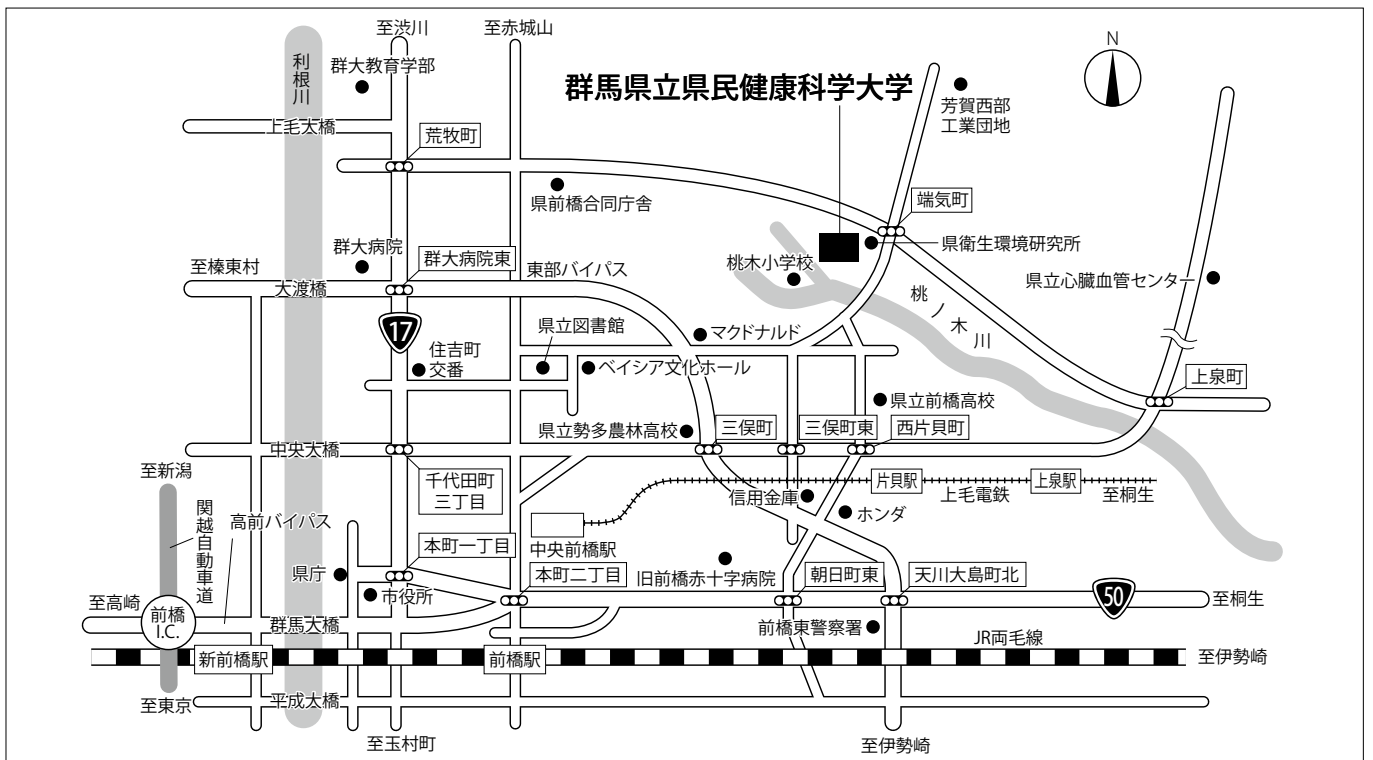 至渋川
至赤城山
N
利根川
群大教育学部
群馬県立県民健康科学大学
芳賀西部
工業団地
上毛大橋
荒牧町
県前橋合同庁舎
端気町
県衛生環境研究所
群大病院
群大病院東
至榛東村
大渡橋
東部バイパス
桃木小学校
県立心臓血管センター
桃ノ木川
17
住吉町
交番
県立図書館
マクドナルド
ベイシア文化ホール
上泉町
県立前橋高校
県立勢多農林高校
三俣町
三俣町東
西片貝町
中央大橋
至新潟
千代田町
三丁目
片貝駅
上毛電鉄
上泉駅
至桐生
信用金庫
関越自動車道
高前バイパス
ホンダ
中央前橋駅
本町一丁目
県庁
本町二丁目
旧前橋赤十字病院
朝日町東
天川大島町北
50
至桐生
至高崎
前橋
I.C.
市役所
群馬大橋
前橋東警察署
JR両毛線
新前橋駅
前橋駅
至伊勢崎
至東京
平成大橋
至玉村町
至伊勢崎